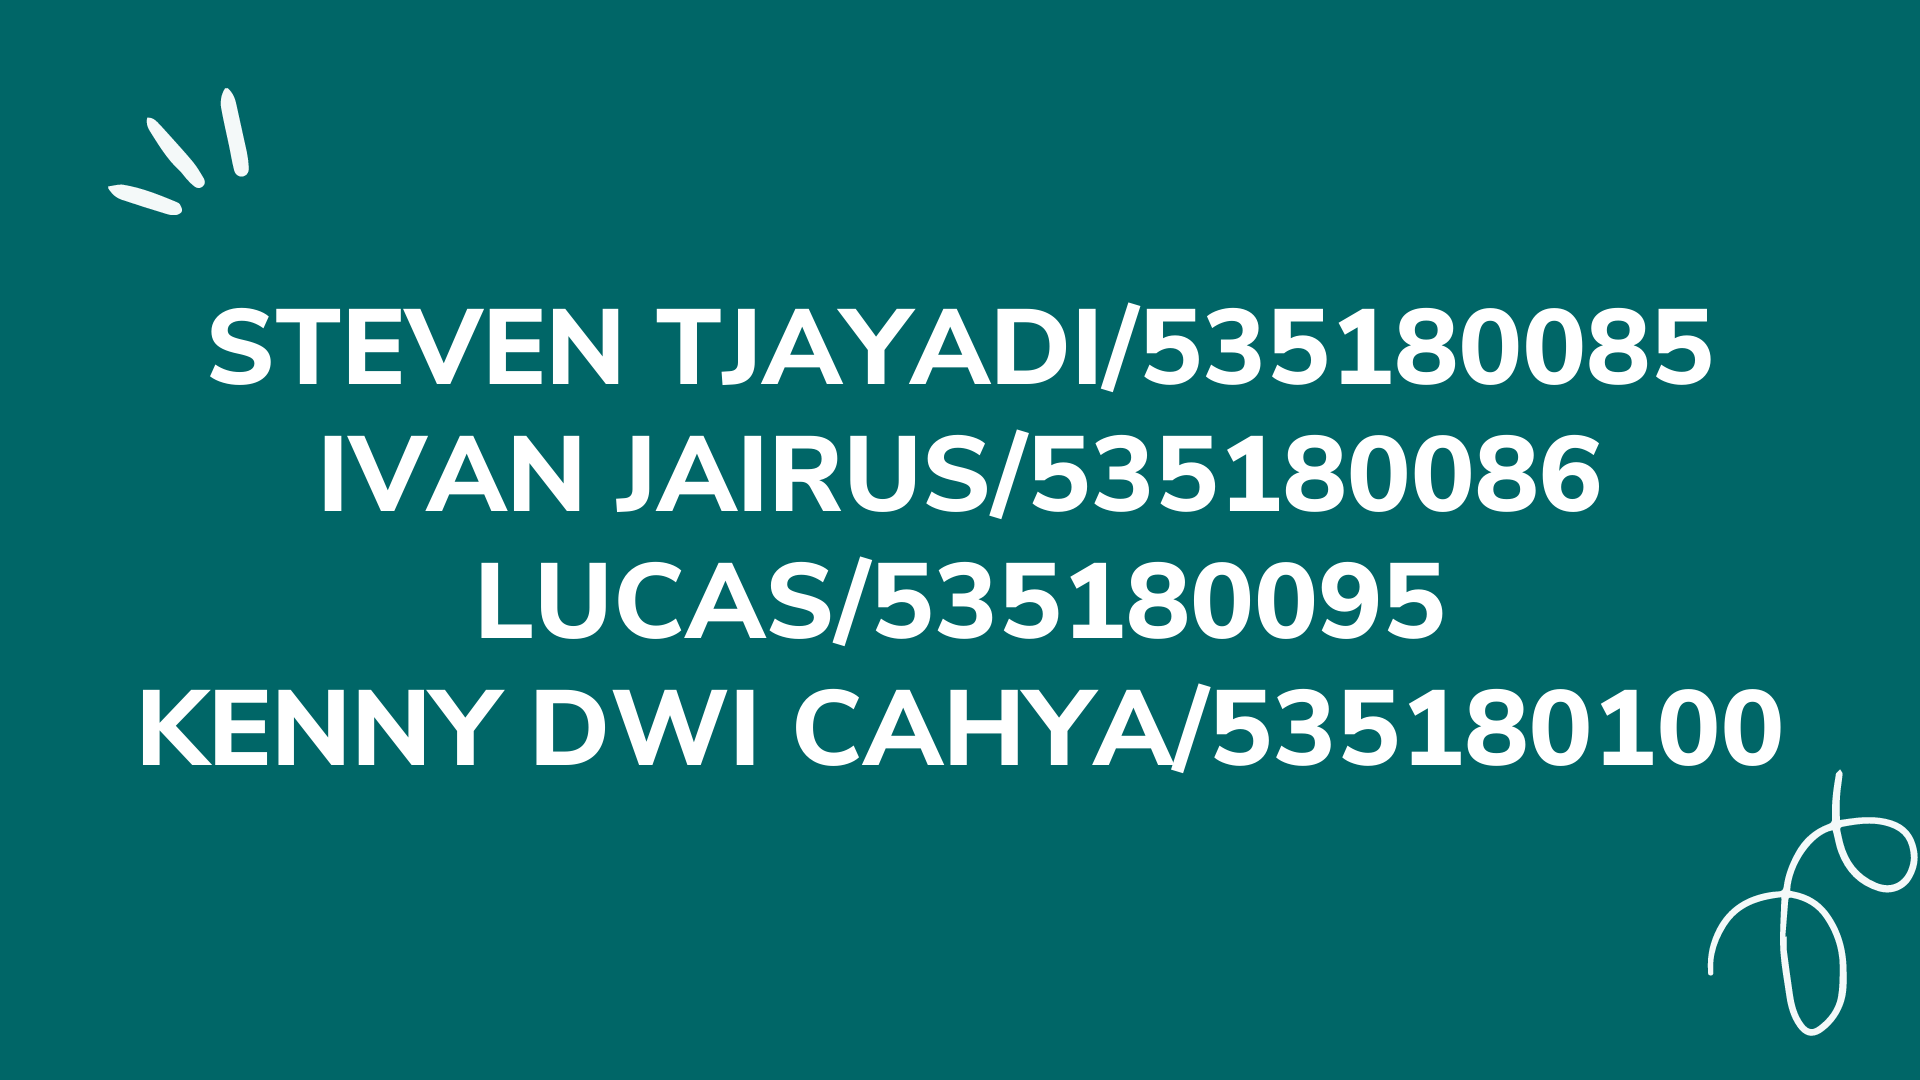 STEVEN TJAYADI/535180085
IVAN JAIRUS/535180086
LUCAS/535180095
KENNY DWI CAHYA/535180100